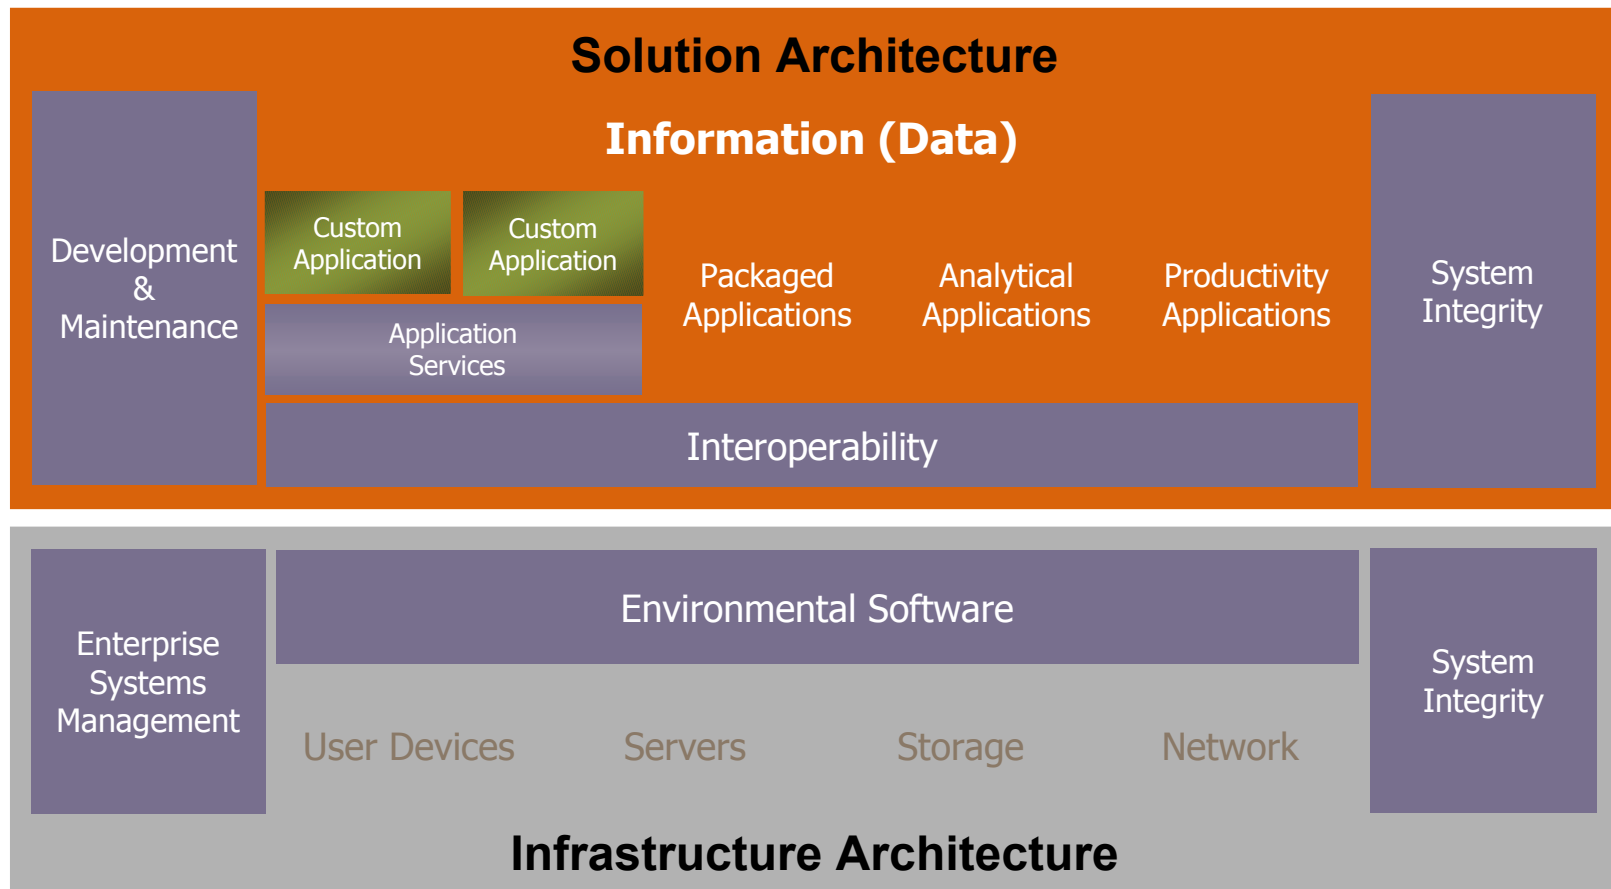 Solution Architecture
Information (Data)
Development
&
Maintenance
Custom
Application
Custom
Application
Application
Services
Packaged
Applications
Analytical
Applications
Productivity
Applications
System
Integrity
Interoperability
Enterprise
Systems
Management
Environmental Software
User Devices
Servers
Storage
Network
System
Integrity
Infrastructure Architecture